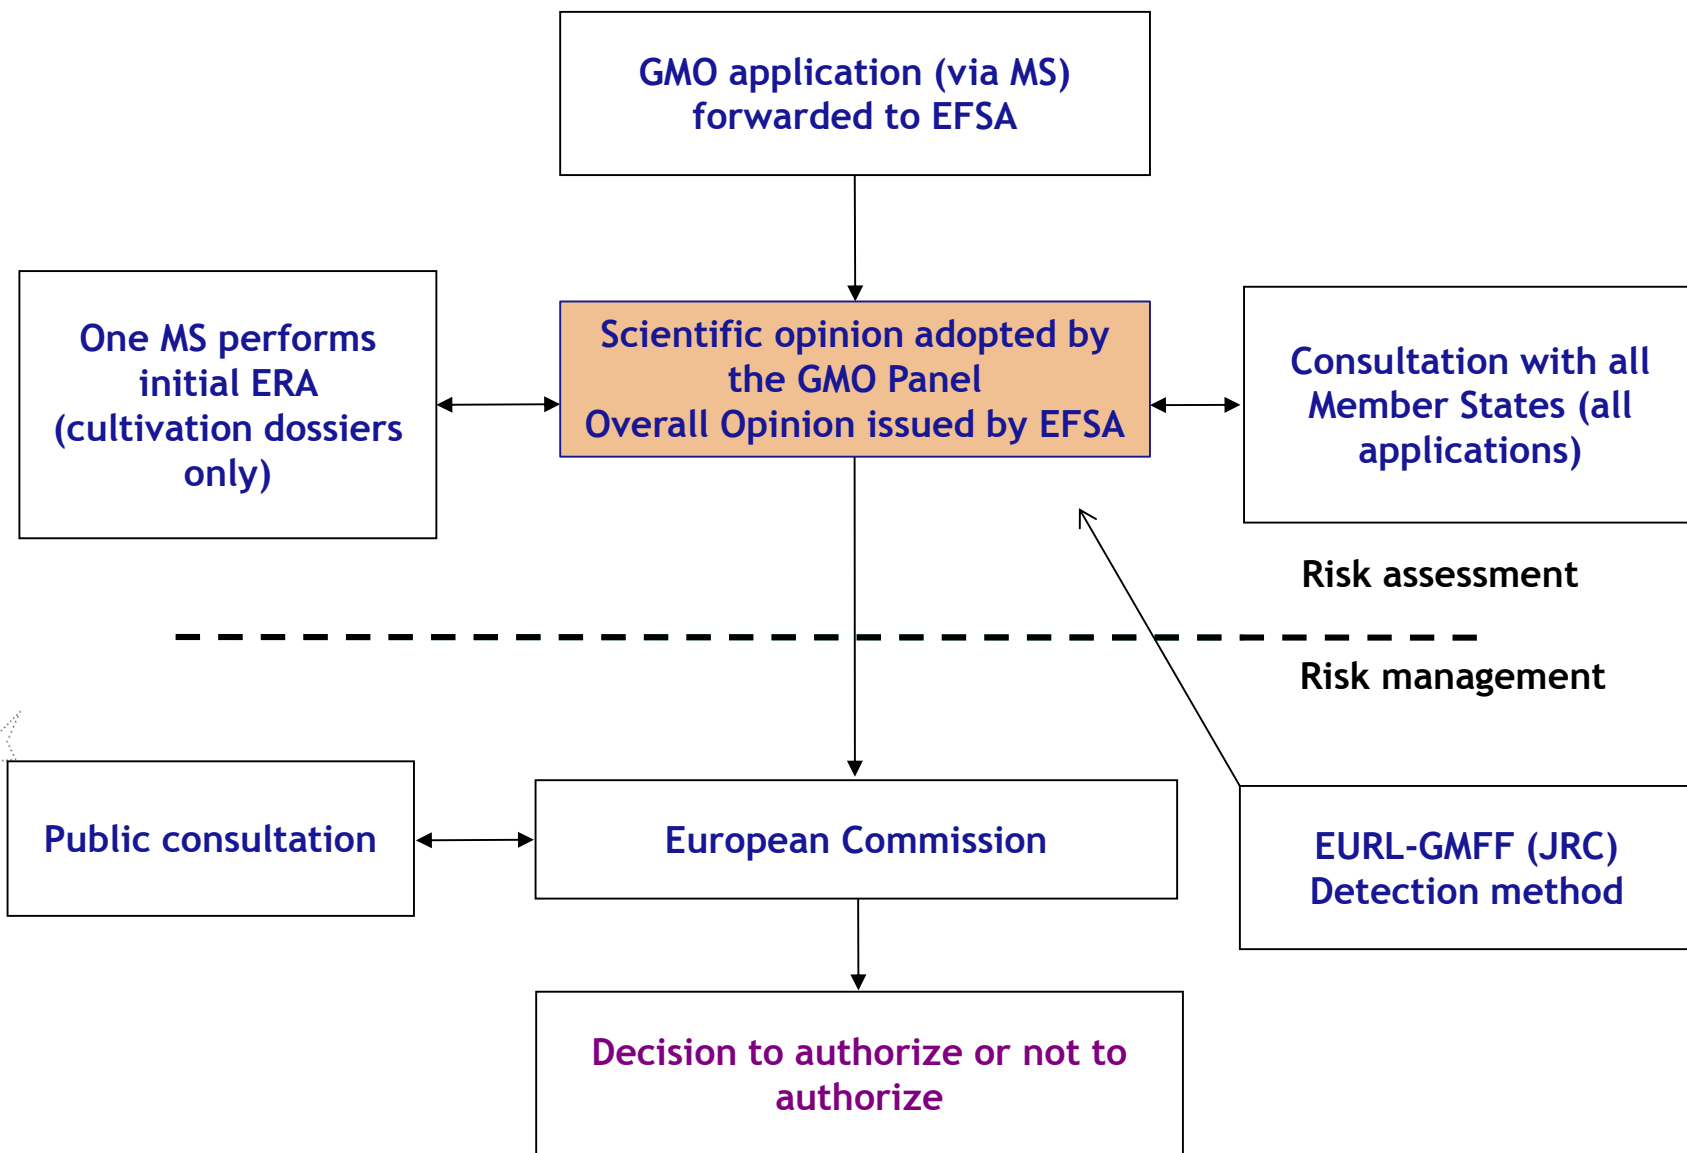 GMO application (via MS)
forwarded to EFSA
One MS performs
initial ERA
(cultivation dossiers
only)
Scientific opinion adopted by
the GMO Panel
Overall Opinion issued by EFSA
Consultation with all
Member States (all
applications)
Risk assessment
Risk management
Public consultation
European Commission
EURL-GMFF (JRC)
Detection method
Decision to authorize or not to
authorize